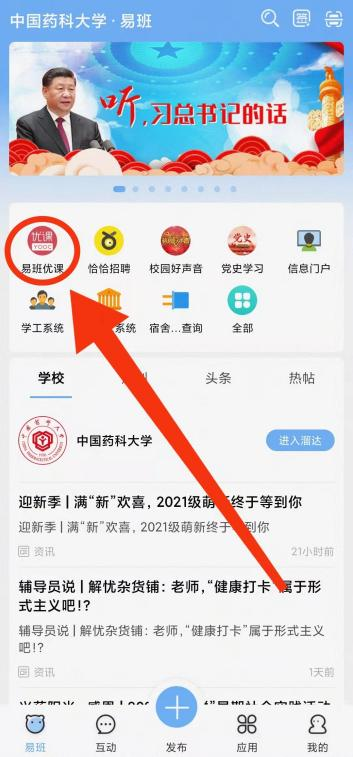 中国药科大学·易班
签
听,习总书记的话
优课
YOOC
易班优课
恰恰招聘
校园好声音
党史
党史学习
信息门户
学工系统
系统
宿舍...查询
全部
学校
头条
热帖
中国药科大学
进入溜达
迎新季 | 满“新”欢喜,2021级萌新终于等到你
迎新季 | 满“新”欢喜,2021级萌新终于等到你
资讯
21小时前
辅导员说 | 解忧杂货铺:老师,“健康打卡”属于形
式主义吧!?
辅导员说 | 解忧杂货铺:老师,“健康打卡”属于形式主义
吧!?
资讯
1天前
易班
互动
发布
应用
我的